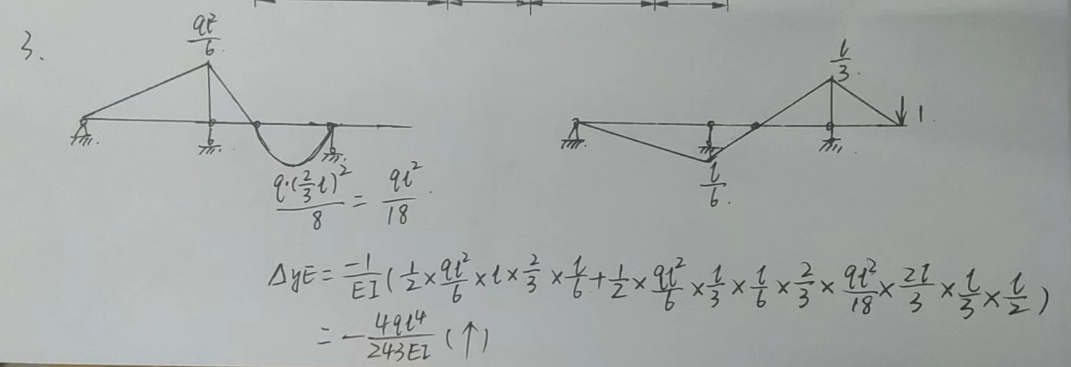 3.
ql²/6
l/3
1
q·(2/3 l)²/8 = ql²/18.
l/6.
ΔyE = -1/EI (1/2 × ql²/6 × l × 2/3 × l/6 + 1/2 × ql²/6 × l/3 × l/6 × 2/3 × ql²/18 × 2l/3 × l/3 × l/2)
= - 4ql⁴/243EI (↑)